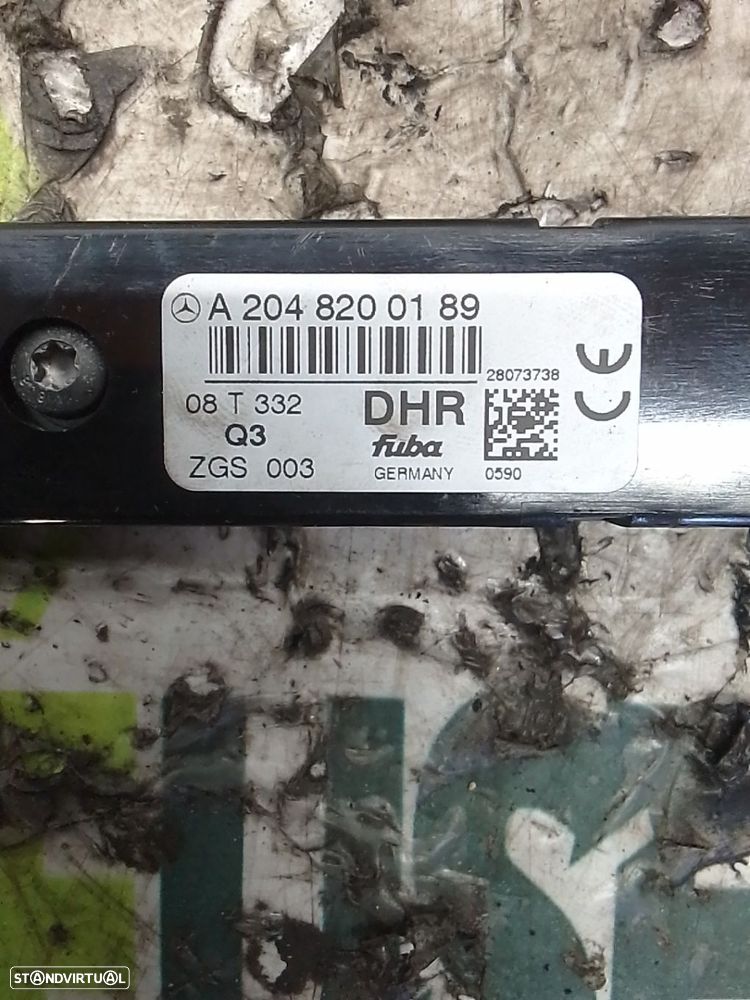 A 204 820 01 89
28073738
08 T 332
DHR
Q3
fuba
ZGS 003
GERMANY
0590
CE
STANDVIRTUAL